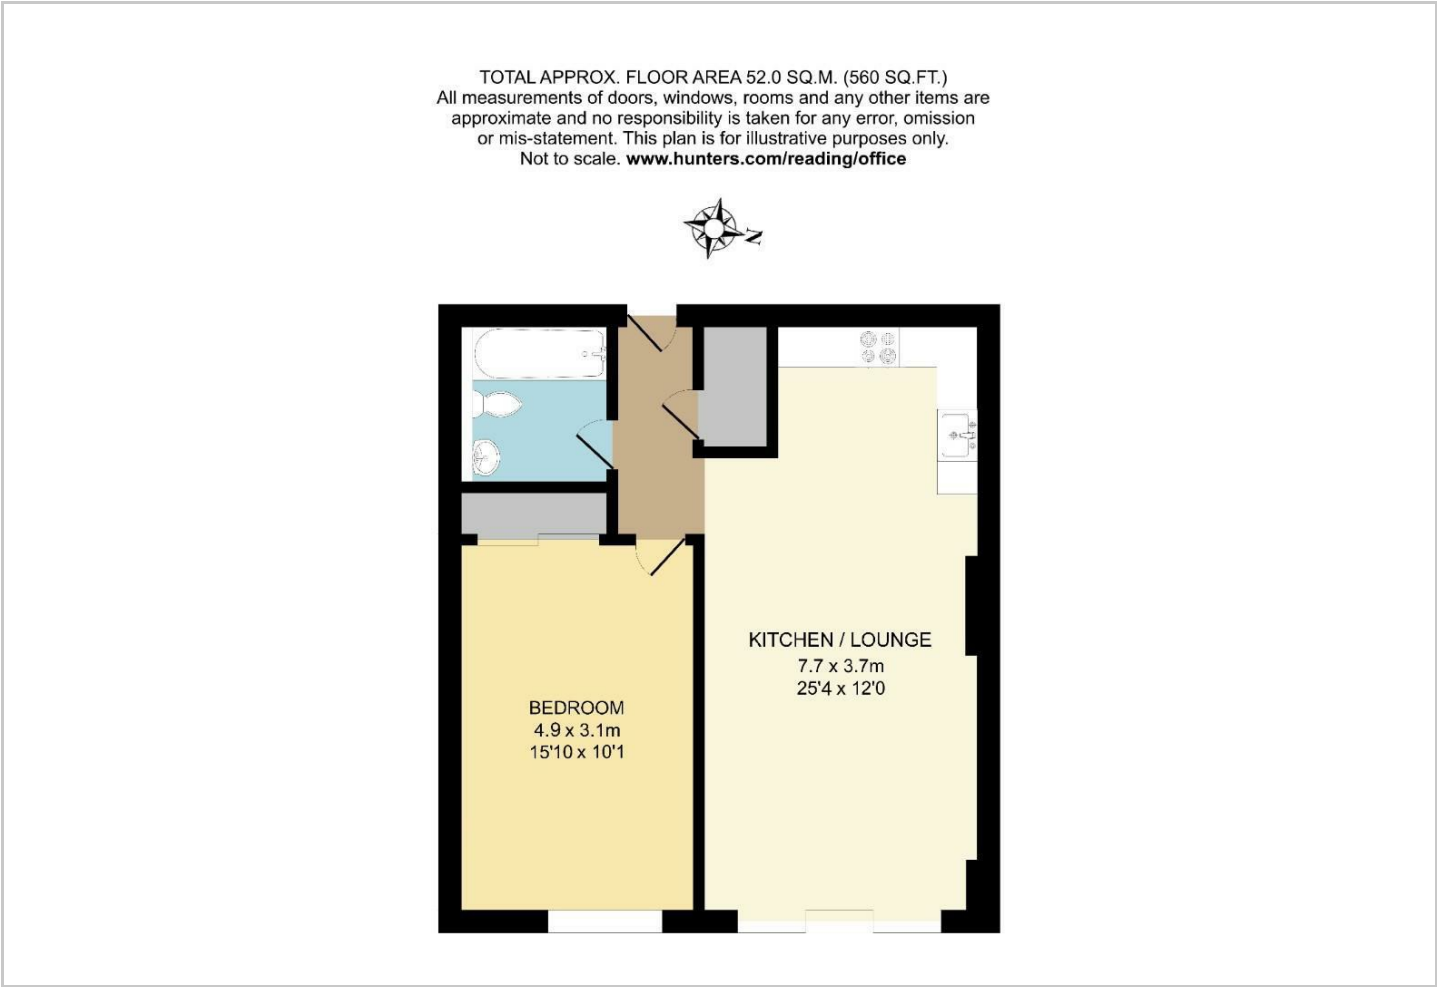 TOTAL APPROX. FLOOR AREA 52.0 SQ.M. (560 SQ.FT.)
All measurements of doors, windows, rooms and any other items are
approximate and no responsibility is taken for any error, omission
or mis-statement. This plan is for illustrative purposes only.
Not to scale. www.hunters.com/reading/office
N
KITCHEN / LOUNGE
7.7 x 3.7m
25'4 x 12'0
BEDROOM
4.9 x 3.1m
15'10 x 10'1